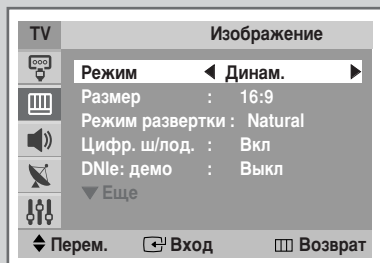 TV Изображение
Режим Динам.
Размер : 16:9
Режим развертки : Natural
Цифр. ш/под. : Вкл
DNIe: демо : Выкл
Еще
Перем. Вход Возврат